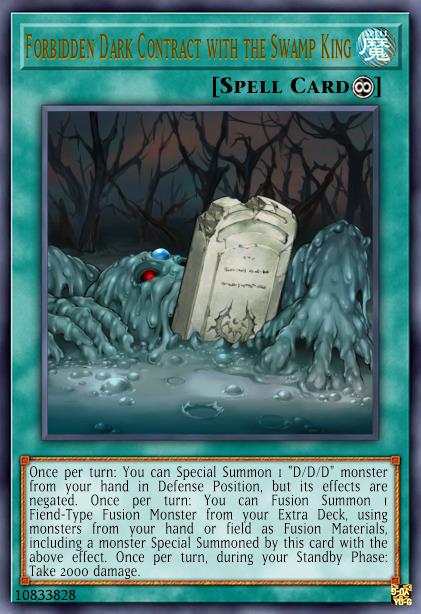 Forbidden Dark Contract with the Swamp King
SPELL
魔
[Spell Card]
Once per turn: You can Special Summon 1 "D/D/D" monster
from your hand in Defense Position, but its effects are
negated. Once per turn: You can Fusion Summon 1
Fiend-Type Fusion Monster from your Extra Deck, using
monsters from your hand or field as Fusion Materials,
including a monster Special Summoned by this card with the
above effect. Once per turn, during your Standby Phase:
Take 2000 damage.
10833828